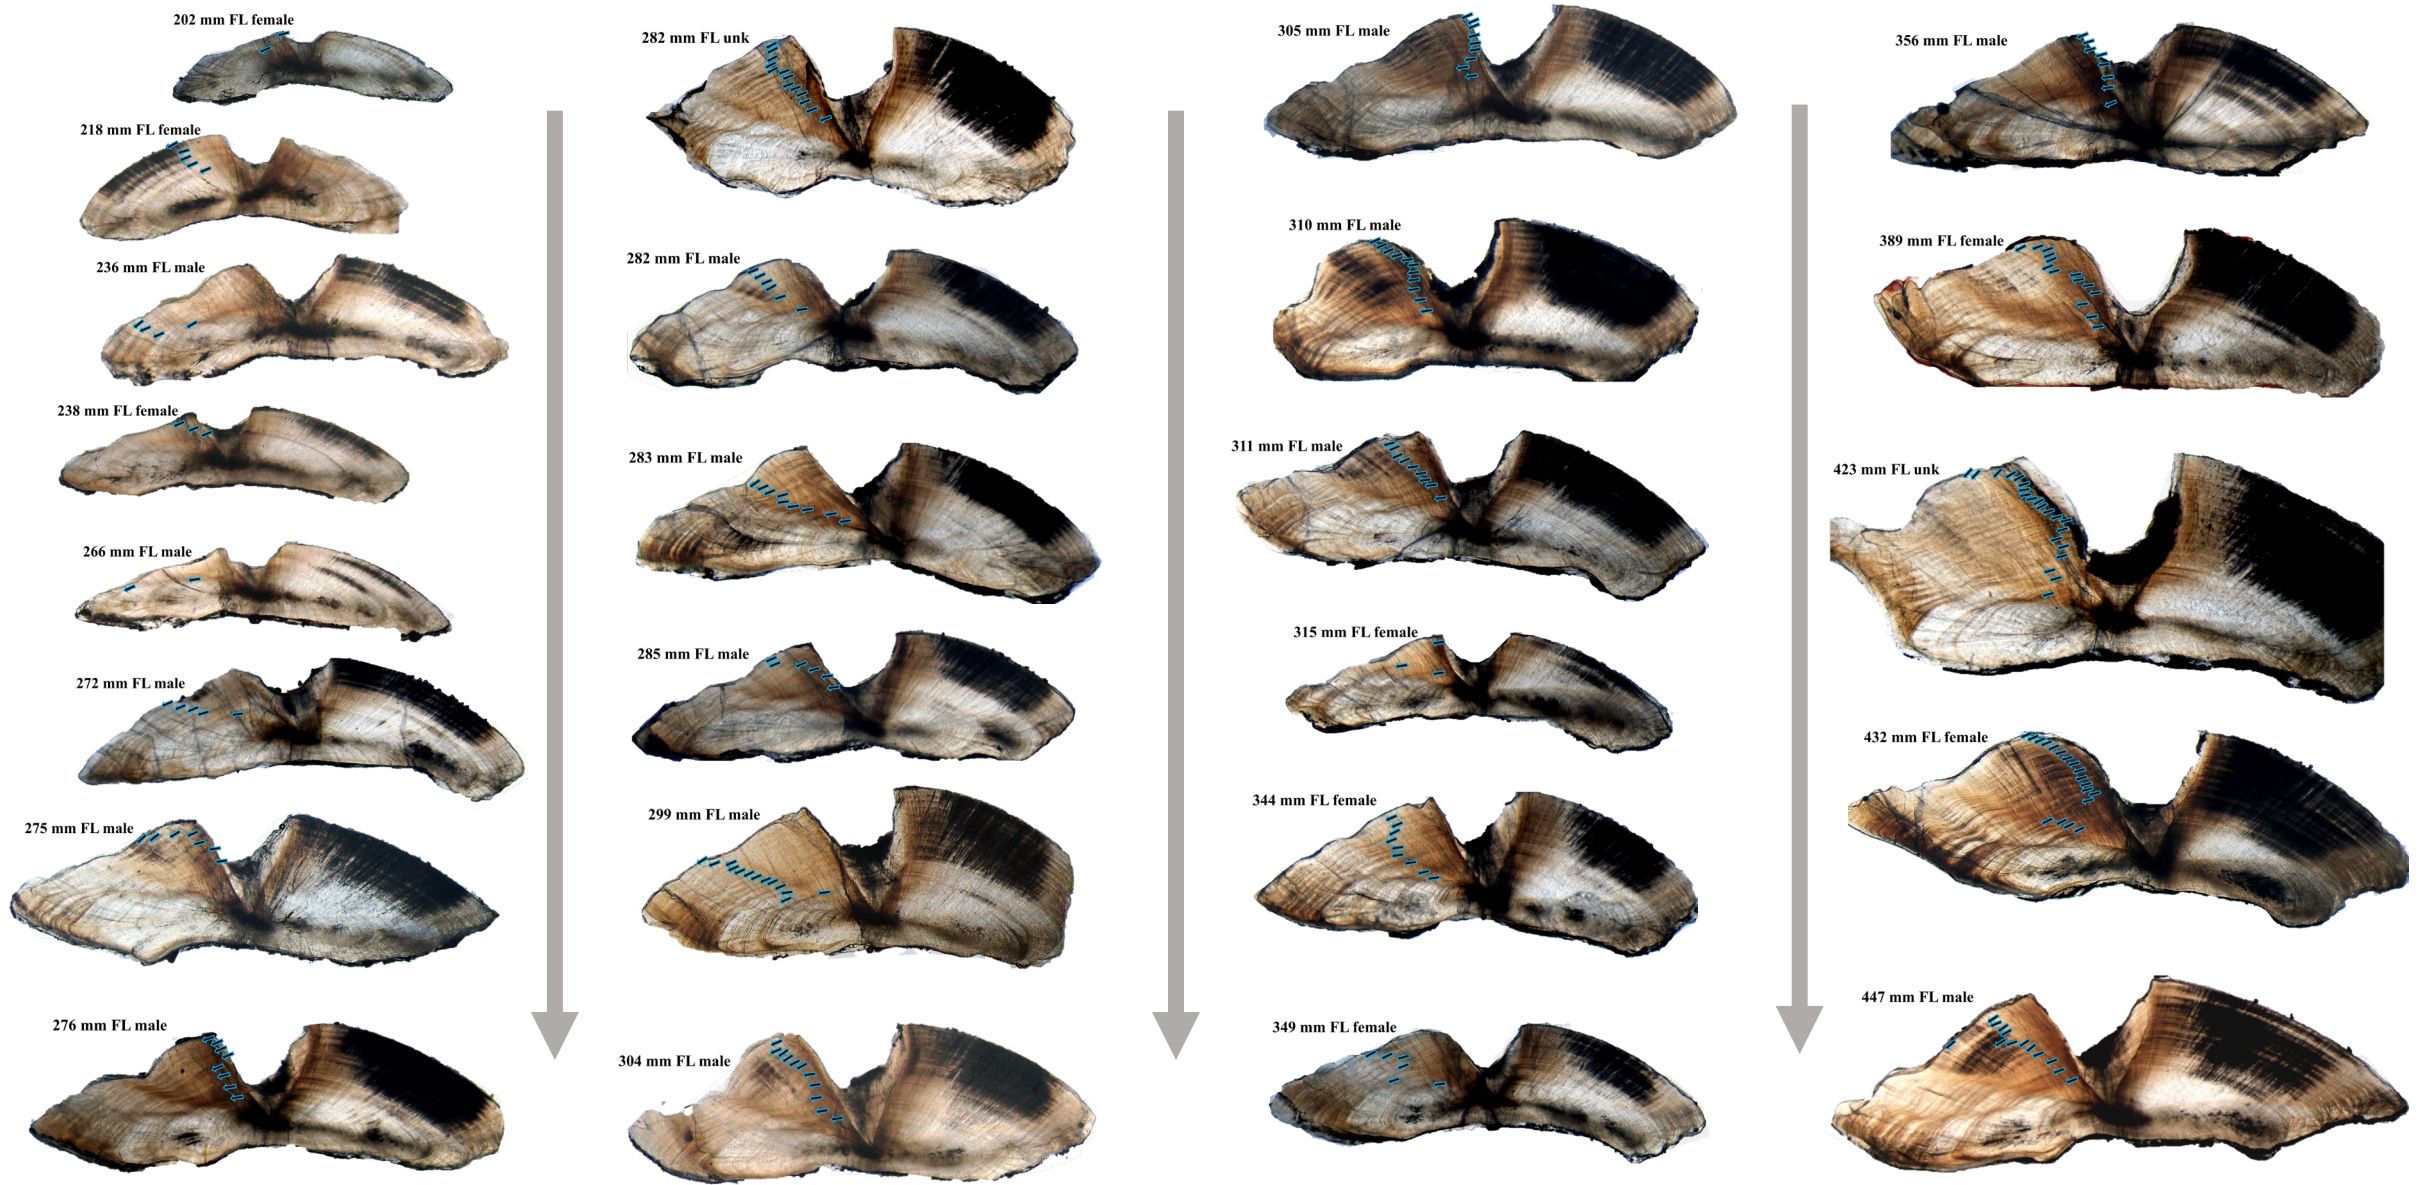 202 mm FL female
218 mm FL female
236 mm FL male
238 mm FL female
266 mm FL male
272 mm FL male
275 mm FL male
276 mm FL male
282 mm FL unk
282 mm FL male
283 mm FL male
285 mm FL male
299 mm FL male
304 mm FL male
305 mm FL male
310 mm FL male
311 mm FL male
315 mm FL female
344 mm FL female
349 mm FL female
356 mm FL male
389 mm FL female
423 mm FL unk
432 mm FL female
447 mm FL male